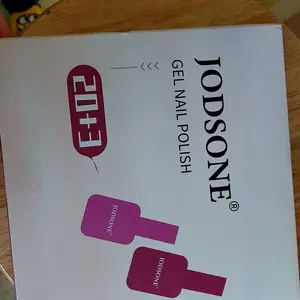 JODSONE®
GEL NAIL POLISH
<<<
20+3
JODSONE
JODSONE